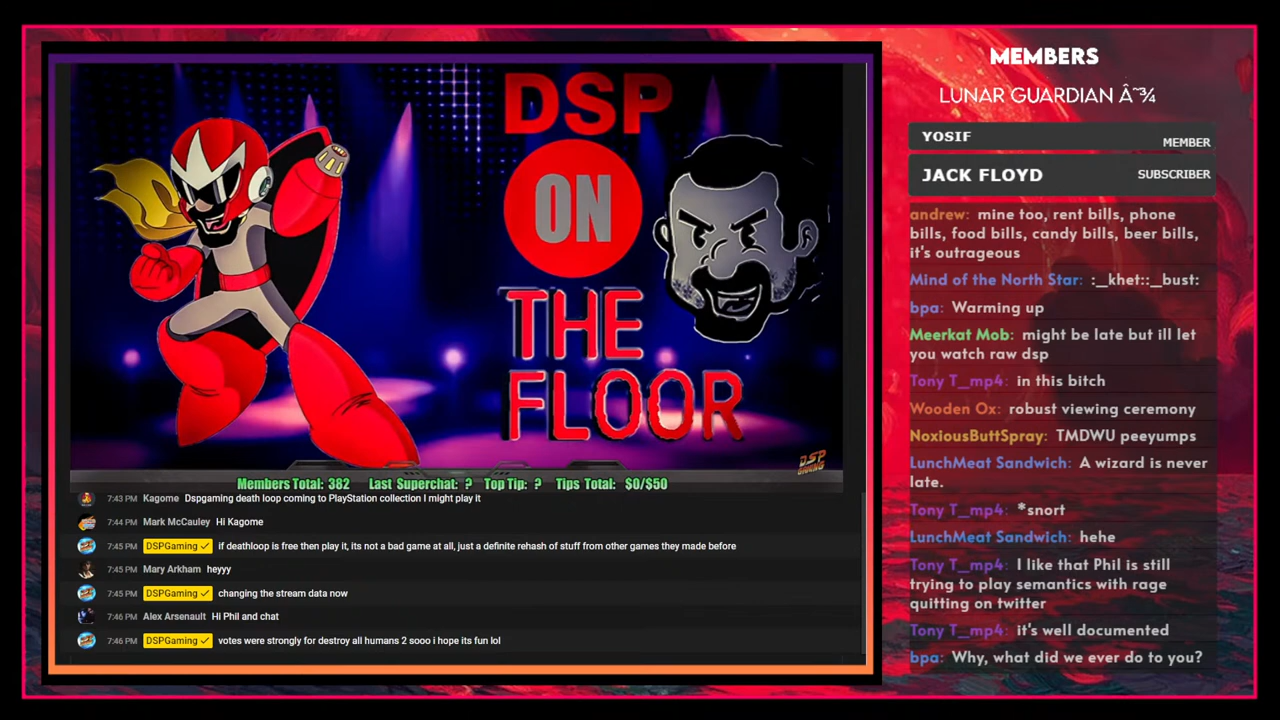 DSP
ON
THE
FLOOR
DSP
GAMING
Members Total: 382 Last Superchat: ? Top Tip: ? Tips Total: $0/$50
7:43 PM Kagome Dspgaming death loop coming to PlayStation collection I might play it
7:44 PM Mark McCauley Hi Kagome
7:45 PM DSPGaming ✓ if deathloop is free then play it, its not a bad game at all, just a definite rehash of stuff from other games they made before
7:45 PM Mary Arkham heyyy
7:45 PM DSPGaming ✓ changing the stream data now
7:46 PM Alex Arsenault Hi Phil and chat
7:46 PM DSPGaming ✓ votes were strongly for destroy all humans 2 sooo i hope its fun lol
MEMBERS
LUNAR GUARDIAN Â˜¾
YOSIF MEMBER
JACK FLOYD SUBSCRIBER
andrew: mine too, rent bills, phone
bills, food bills, candy bills, beer bills,
it's outrageous
Mind of the North Star: :_khet::_bust:
bpa: Warming up
Meerkat Mob: might be late but ill let
you watch raw dsp
Tony T_mp4: in this bitch
Wooden Ox: robust viewing ceremony
NoxiousButtSpray: TMDWU peeyumps
LunchMeat Sandwich: A wizard is never
late.
Tony T_mp4: *snort
LunchMeat Sandwich: hehe
Tony T_mp4: I like that Phil is still
trying to play semantics with rage
quitting on twitter
Tony T_mp4: it's well documented
bpa: Why, what did we ever do to you?